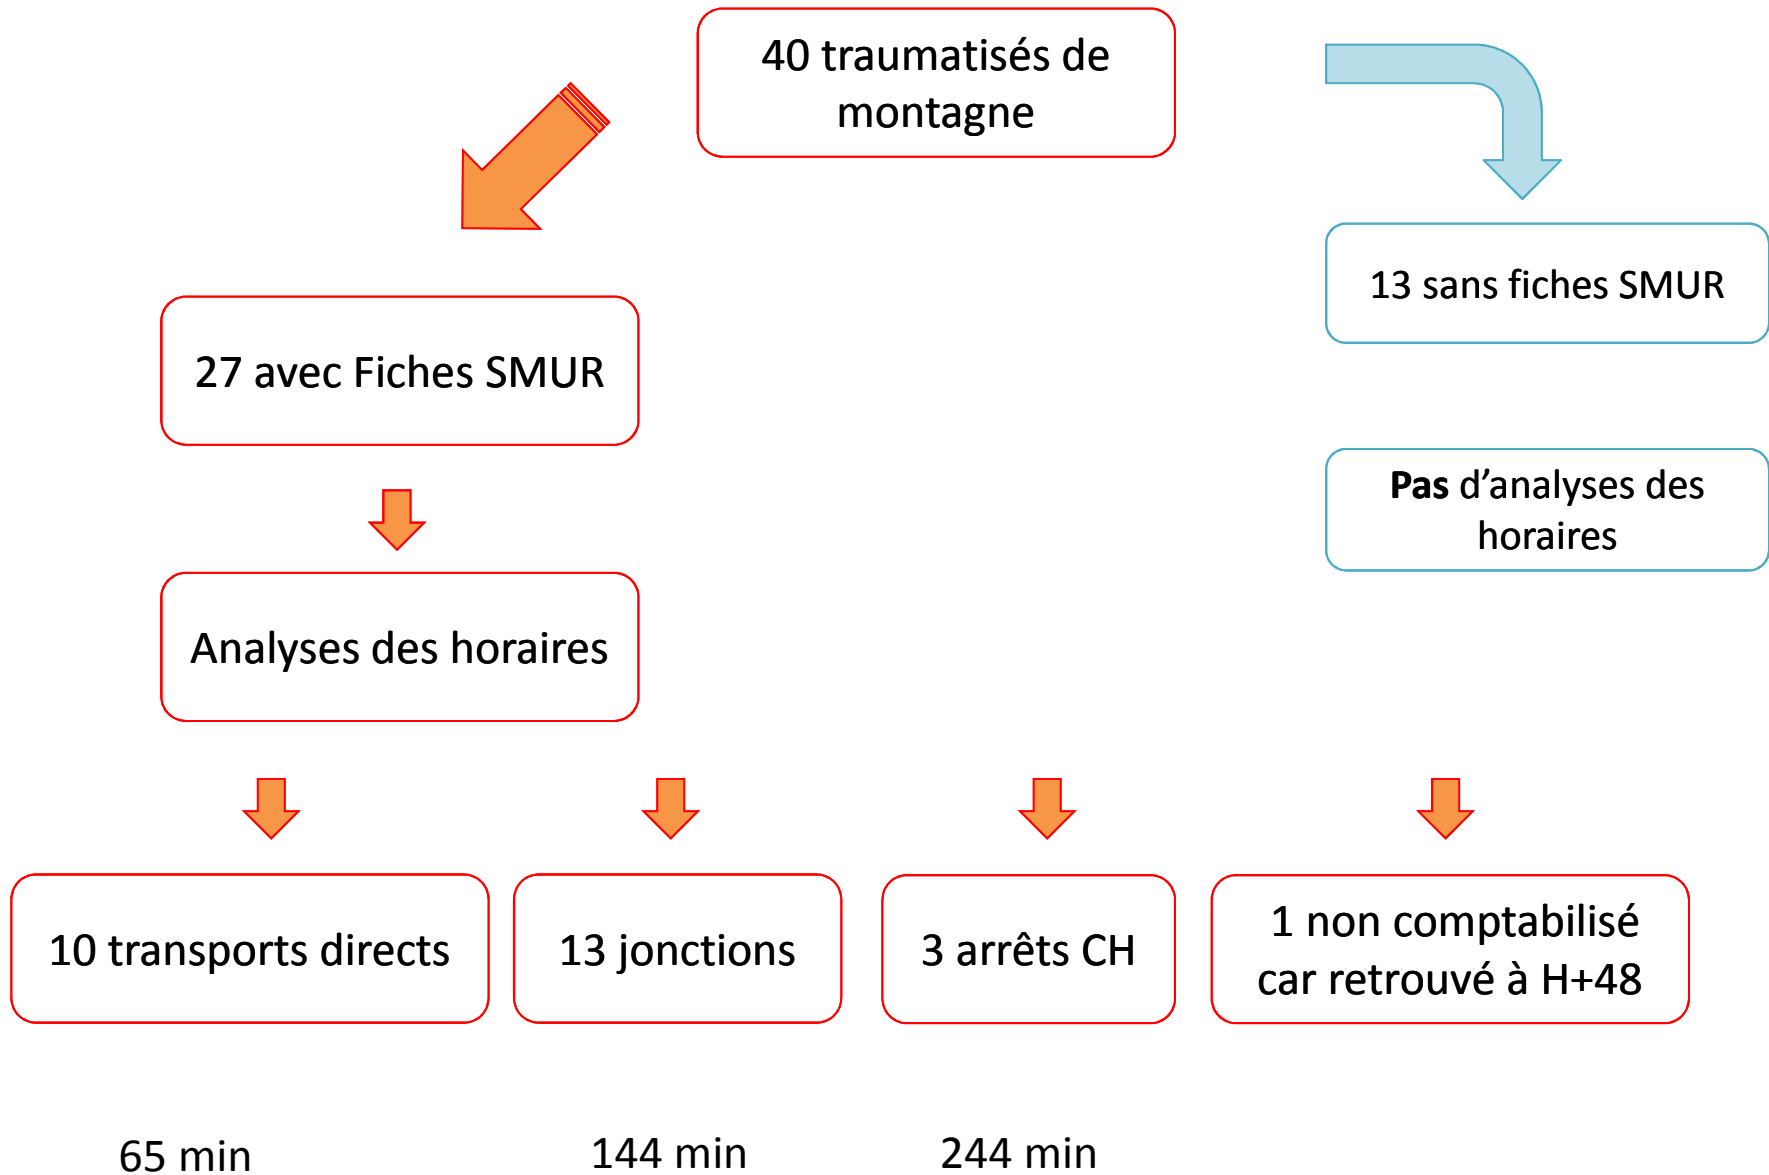 40 traumatisés de
montagne
13 sans fiches SMUR
27 avec Fiches SMUR
Pas d’analyses des
horaires
Analyses des horaires
10 transports directs
13 jonctions
3 arrêts CH
1 non comptabilisé
car retrouvé à H+48
65 min
144 min
244 min